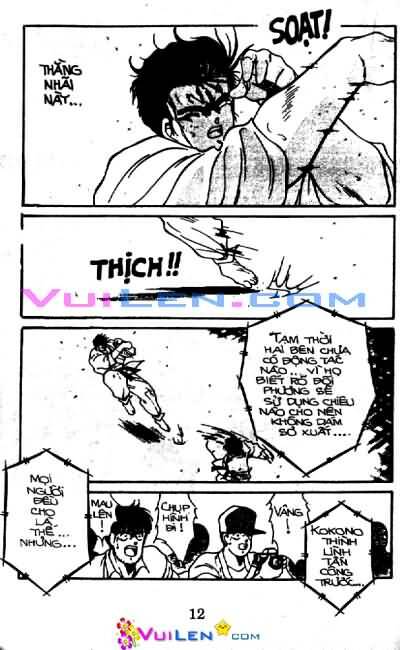 SOẠT!
THẰNG
NHÃI
NÀY...
THỊCH!!
VUILEN.COM
TẠM THỜI
HAI BÊN CHƯA
CÓ ĐỘNG TÁC
NÀO... VÌ HỌ
BIẾT RÕ ĐỐI
PHƯƠNG SẼ
SỬ DỤNG CHIÊU
NÀO CHO NÊN
KHÔNG DÁM
SƠ XUẤT...
MỌI
NGƯỜI
ĐỀU
CHO
LÀ
THẾ...
NHƯNG...
MAU
LÊN!
CHỤP
HÌNH
ĐI!
VÂNG!
KOKONO
THÌNH
LÌNH
TẤN
CÔNG
TRƯỚC...
12
VUILEN.COM